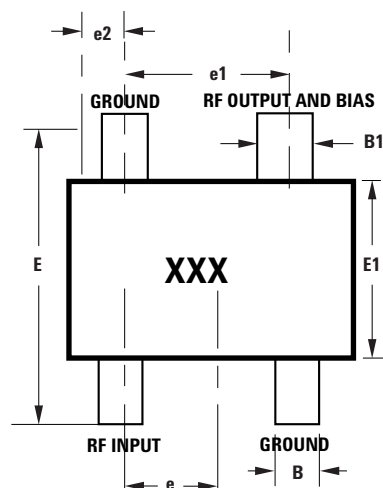 e2
e1
GROUND RF OUTPUT AND BIAS
B1
E XXX E1
RF INPUT GROUND
e B